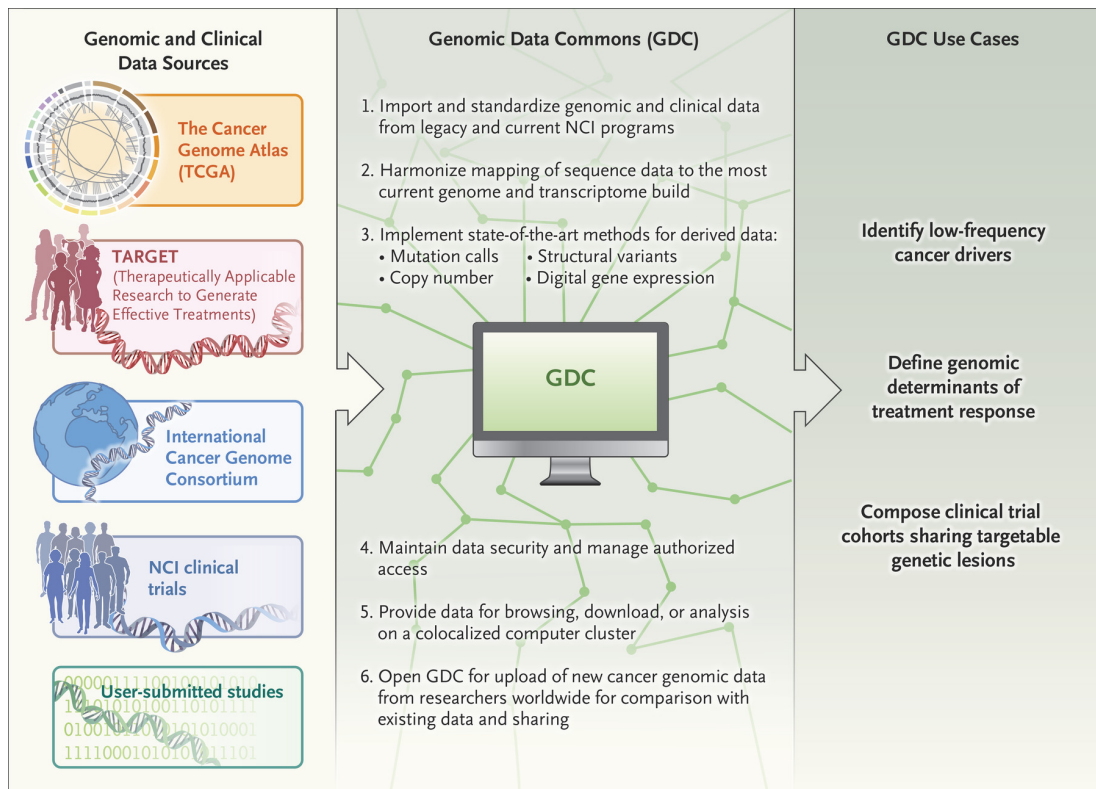 Genomic and Clinical
Data Sources
The Cancer
Genome Atlas
(TCGA)
TARGET
(Therapeutically Applicable
Research to Generate
Effective Treatments)
International
Cancer Genome
Consortium
NCI clinical
trials
User-submitted studies
Genomic Data Commons (GDC)
1. Import and standardize genomic and clinical data
from legacy and current NCI programs
2. Harmonize mapping of sequence data to the most
current genome and transcriptome build
3. Implement state-of-the-art methods for derived data:
• Mutation calls • Structural variants
• Copy number • Digital gene expression
GDC
4. Maintain data security and manage authorized
access
5. Provide data for browsing, download, or analysis
on a colocalized computer cluster
6. Open GDC for upload of new cancer genomic data
from researchers worldwide for comparison with
existing data and sharing
GDC Use Cases
Identify low-frequency
cancer drivers
Define genomic
determinants of
treatment response
Compose clinical trial
cohorts sharing targetable
genetic lesions